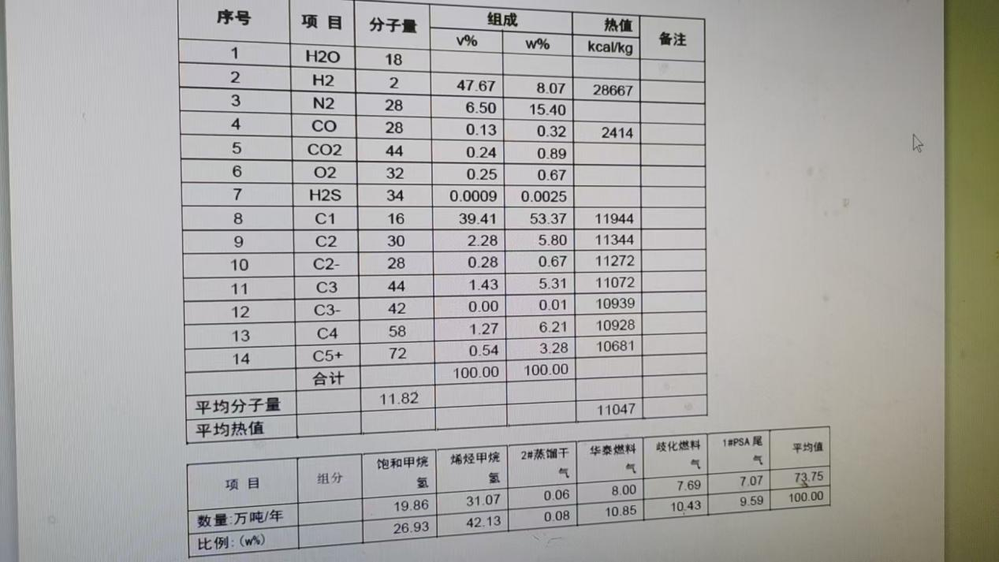 序号 项目 分子量 组成 热值 备注
v% w% kcal/kg
1 H2O 18
2 H2 2 47.67 8.07 28667
3 N2 28 6.50 15.40
4 CO 28 0.13 0.32 2414
5 CO2 44 0.24 0.89
6 O2 32 0.25 0.67
7 H2S 34 0.0009 0.0025
8 C1 16 39.41 53.37 11944
9 C2 30 2.28 5.80 11344
10 C2- 28 0.28 0.67 11272
11 C3 44 1.43 5.31 11072
12 C3- 42 0.00 0.01 10939
13 C4 58 1.27 6.21 10928
14 C5+ 72 0.54 3.28 10681
合计 100.00 100.00
平均分子量 11.82
平均热值 11047
项目 组分 饱和甲烷氢 烯烃甲烷氢 2#蒸馏干气 华泰燃料气 歧化燃料气 1#PSA尾气 平均值
数量:万吨/年 19.86 31.07 0.06 8.00 7.69 7.07 73.75
比例:(w%) 26.93 42.13 0.08 10.85 10.43 9.59 100.00